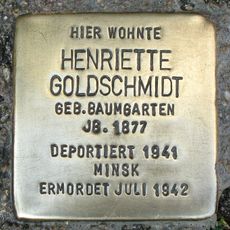 HIER WOHNTE
HENRIETTE
GOLDSCHMIDT
GEB. BAUMGARTEN
JG. 1877
DEPORTIERT 1941
MINSK
ERMORDET JULI 1942